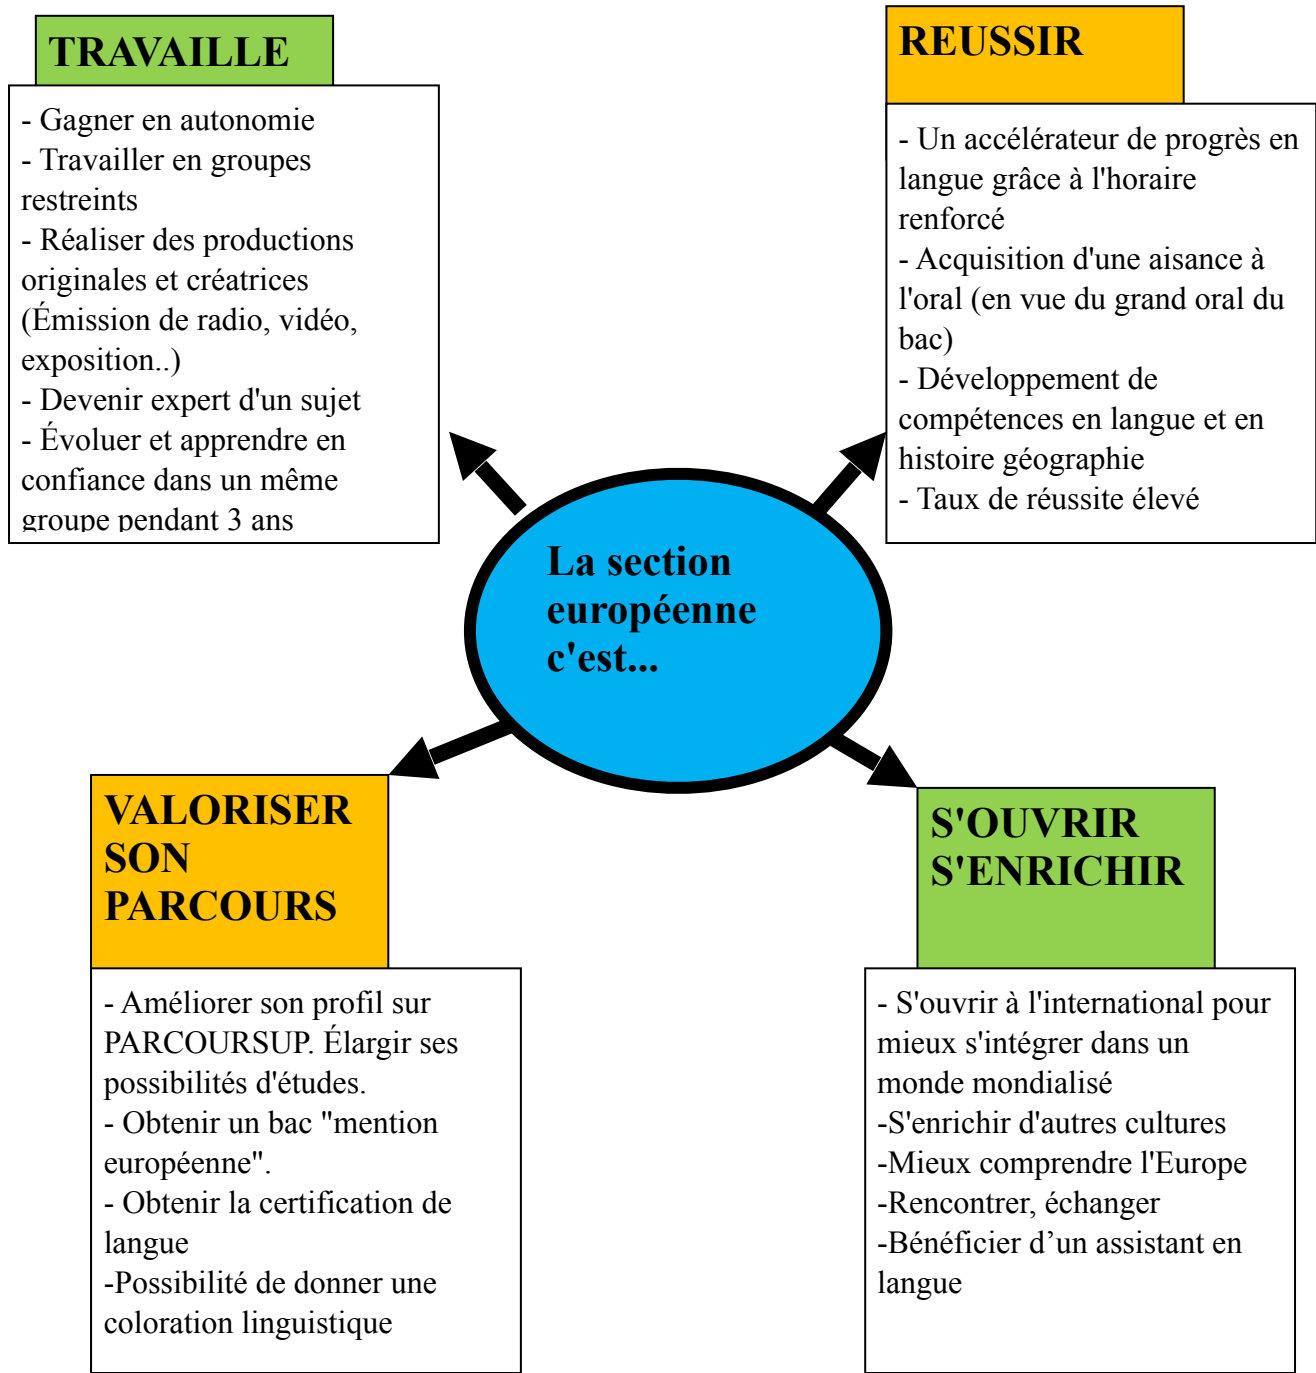 TRAVAILLE
- Gagner en autonomie
- Travailler en groupes
restreints
- Réaliser des productions
originales et créatrices
(Émission de radio, vidéo,
exposition..)
- Devenir expert d'un sujet
- Évoluer et apprendre en
confiance dans un même
groupe pendant 3 ans
REUSSIR
- Un accélérateur de progrès en
langue grâce à l'horaire
renforcé
- Acquisition d'une aisance à
l'oral (en vue du grand oral du
bac)
- Développement de
compétences en langue et en
histoire géographie
- Taux de réussite élevé
La section
européenne
c'est...
VALORISER
SON
PARCOURS
- Améliorer son profil sur
PARCOURSUP. Élargir ses
possibilités d'études.
- Obtenir un bac "mention
européenne".
- Obtenir la certification de
langue
-Possibilité de donner une
coloration linguistique
S'OUVRIR
S'ENRICHIR
- S'ouvrir à l'international pour
mieux s'intégrer dans un
monde mondialisé
-S'enrichir d'autres cultures
-Mieux comprendre l'Europe
-Rencontrer, échanger
-Bénéficier d’un assistant en
langue